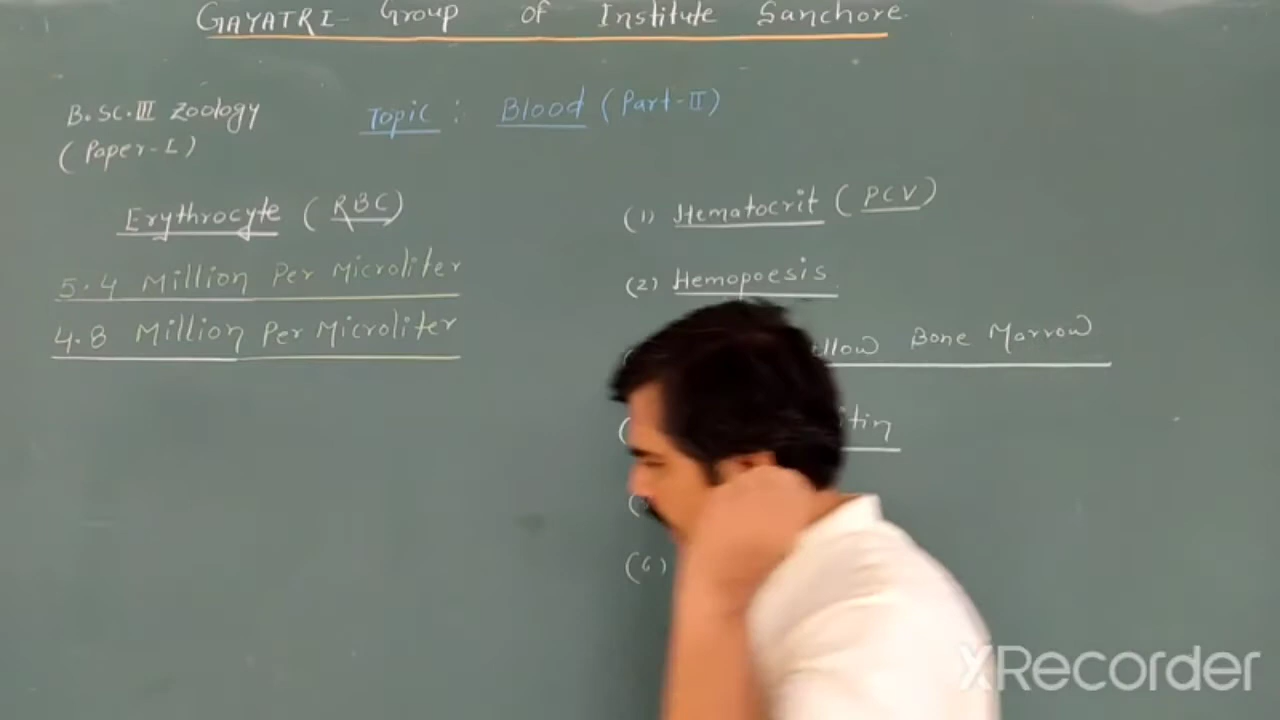 GAYATRI Group of Institute Sanchore
B.SC.III Zoology
(Paper-I)
Topic : Blood (Part-II)
Erythrocyte (RBC)
5.4 Million Per Microliter
4.8 Million Per Microliter
(1) Hematocrit (PCV)
(2) Hemopoesis
Bone Marrow
(6)
XRecorder